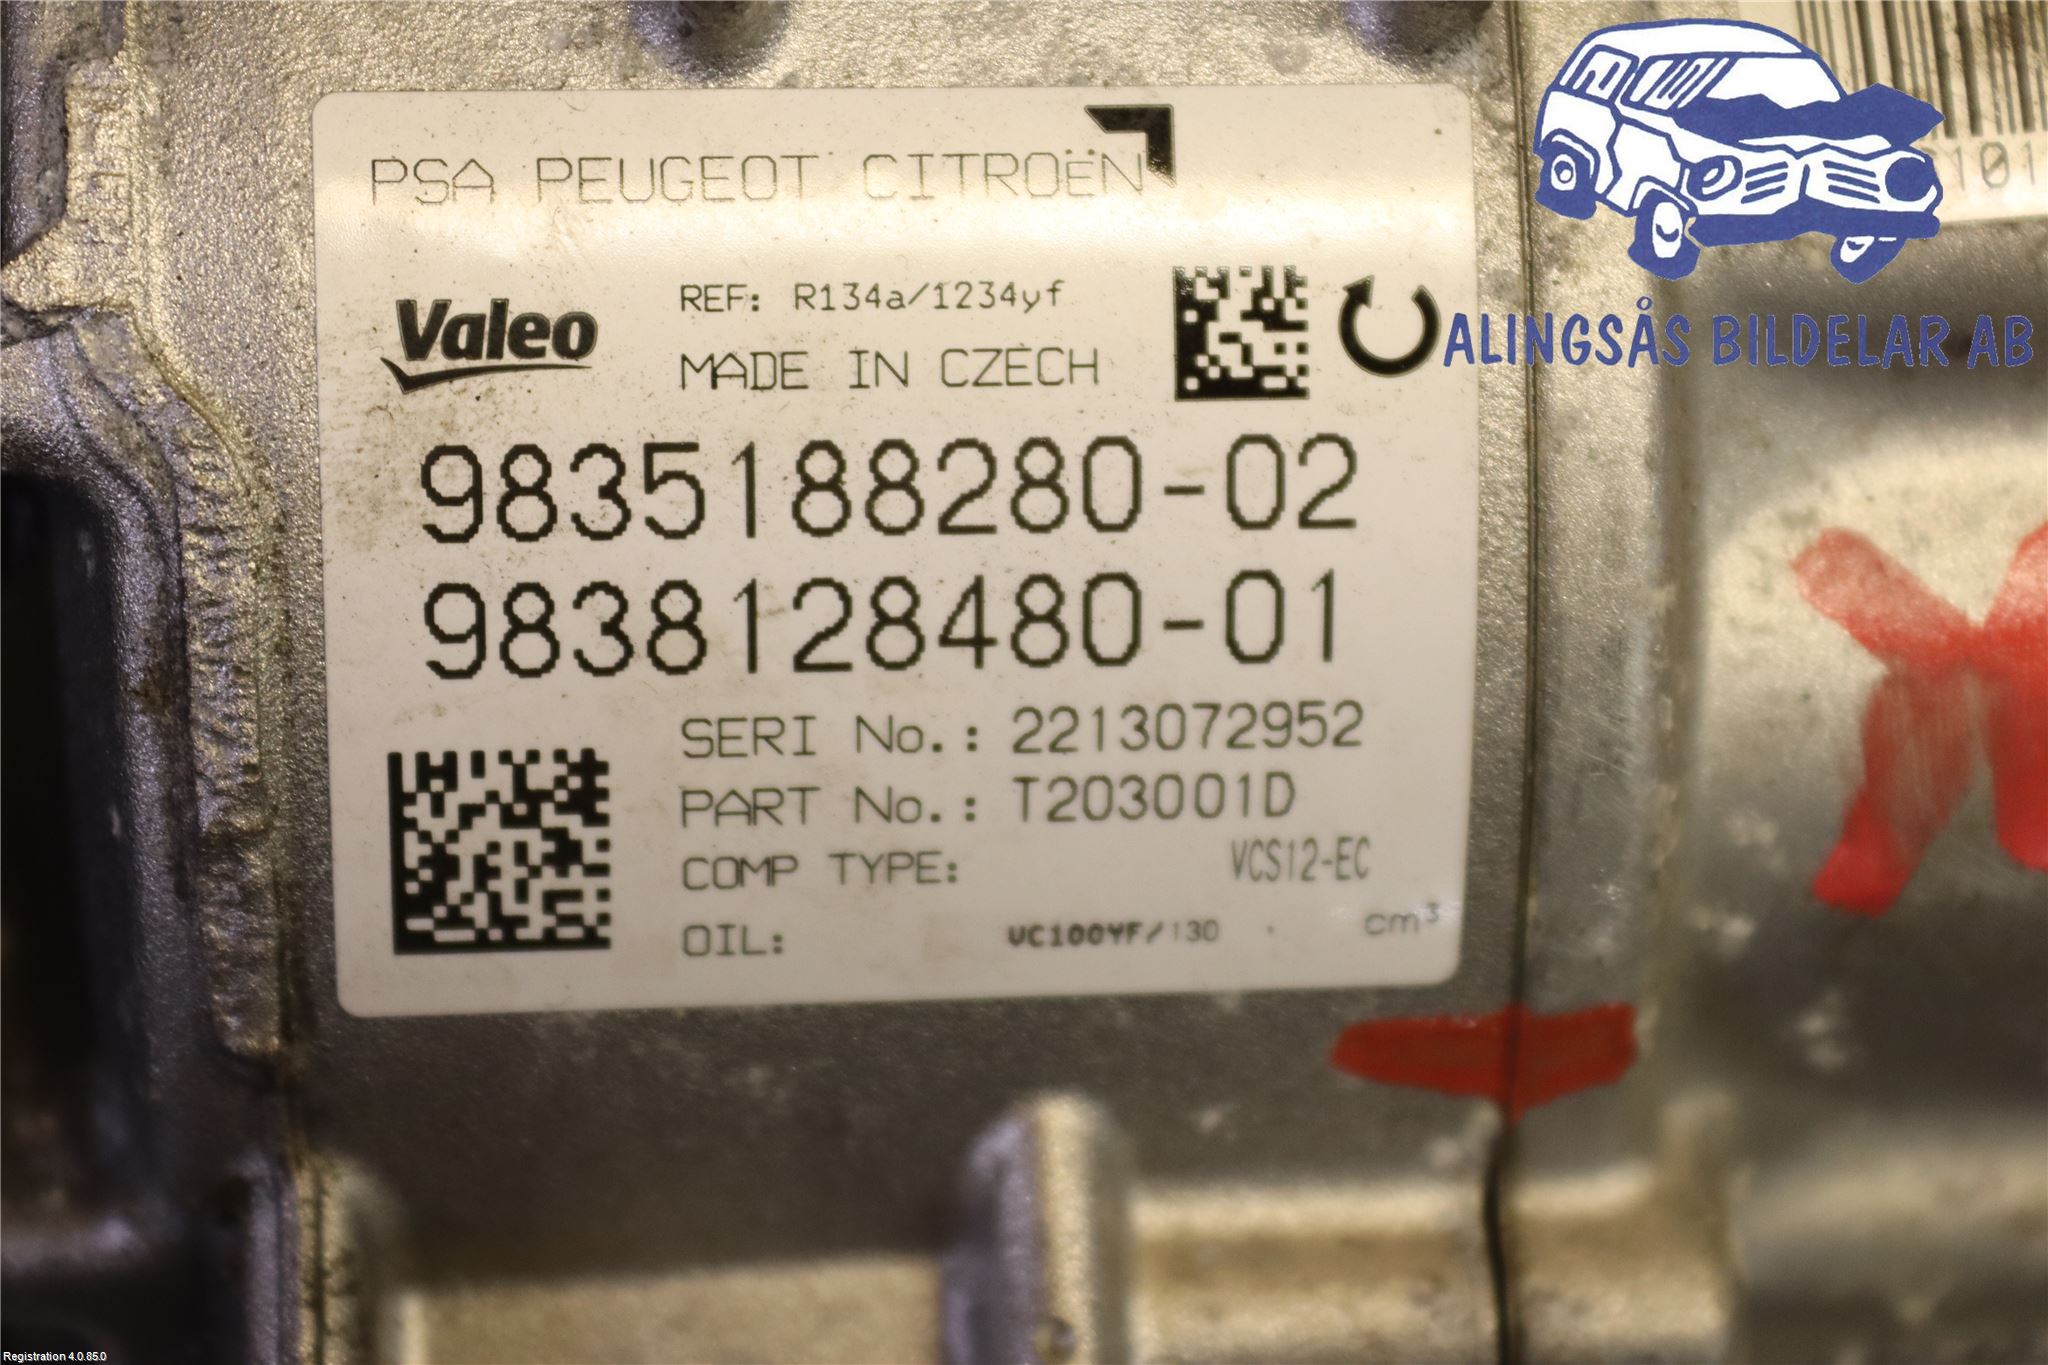 PSA PEUGEOT CITROËN
Valeo
REF: R134a/1234yf
MADE IN CZECH
9835188280-02
9838128480-01
SERI No.: 2213072952
PART No.: T203001D
COMP TYPE: VCS12-EC
OIL: VC100YF/130 cm³
ALINGSÅS BILDELAR AB
Registration 4.0.85.0